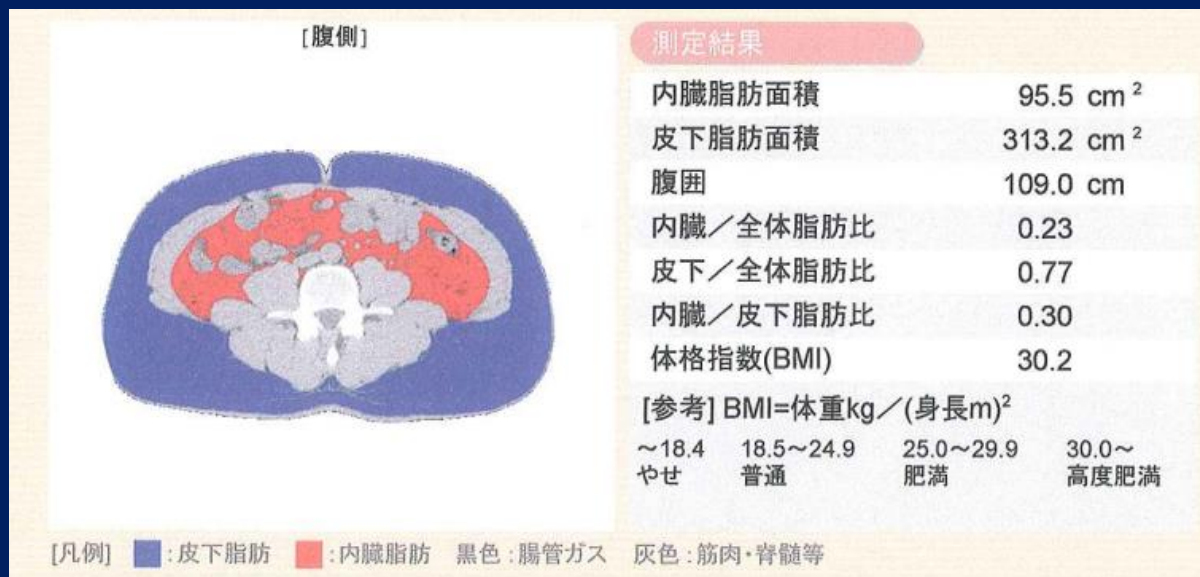 [腹側]
測定結果
内臓脂肪面積 95.5 cm²
皮下脂肪面積 313.2 cm²
腹囲 109.0 cm
内臓／全体脂肪比 0.23
皮下／全体脂肪比 0.77
内臓／皮下脂肪比 0.30
体格指数(BMI) 30.2
[参考] BMI=体重kg／(身長m)²
～18.4 18.5～24.9 25.0～29.9 30.0～
やせ 普通 肥満 高度肥満
[凡例] :皮下脂肪 :内臓脂肪 黒色:腸管ガス 灰色:筋肉・脊髄等